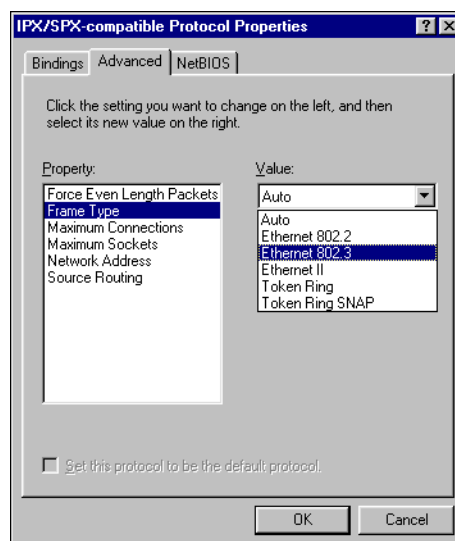 IPX/SPX-compatible Protocol Properties
Bindings Advanced NetBIOS
Click the setting you want to change on the left, and then
select its new value on the right.
Property: Value:
Force Even Length Packets Auto
Frame Type Auto
Maximum Connections Ethernet 802.2
Maximum Sockets Ethernet 802.3
Network Address Ethernet II
Source Routing Token Ring
Token Ring SNAP
Set this protocol to be the default protocol.
OK Cancel